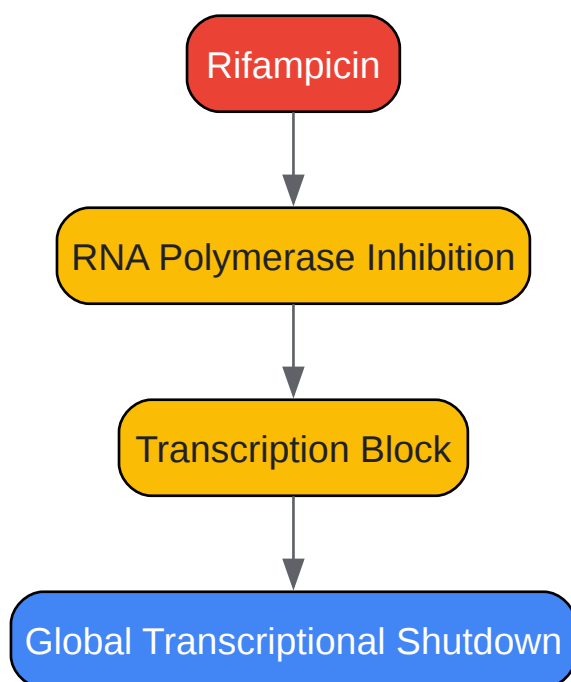 Rifampicin
RNA Polymerase Inhibition
Transcription Block
Global Transcriptional Shutdown